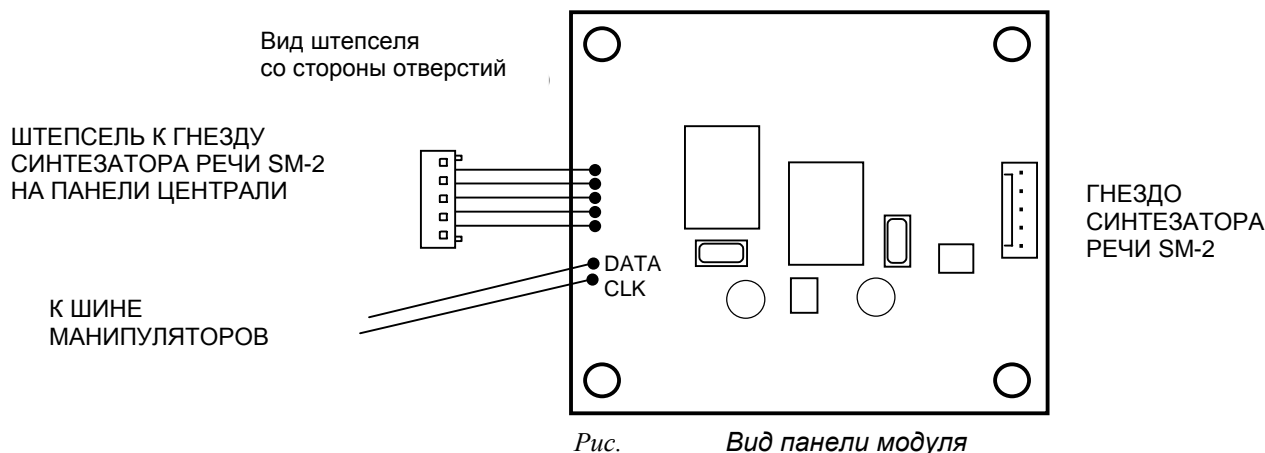 Вид штепселя
со стороны отверстий
ШТЕПСЕЛЬ К ГНЕЗДУ
СИНТЕЗАТОРА РЕЧИ SM-2
НА ПАНЕЛИ ЦЕНТРАЛИ
DATA
CLK
К ШИНЕ
МАНИПУЛЯТОРОВ
ГНЕЗДО
СИНТЕЗАТОРА
РЕЧИ SM-2
Рис. Вид панели модуля